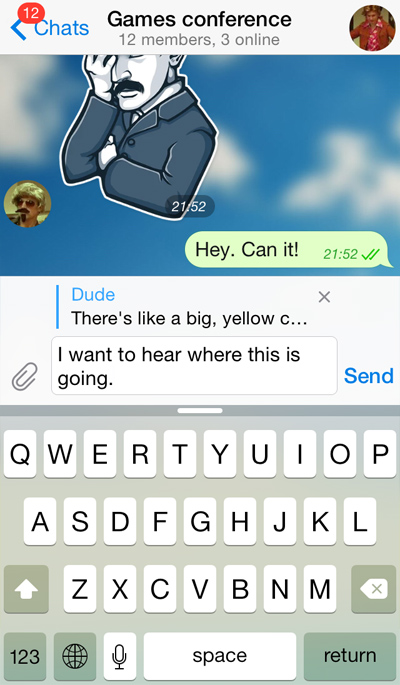 12
Chats
Games conference
12 members, 3 online
21:52
Hey. Can it! 21:52
Dude
There's like a big, yellow c...
I want to hear where this is
going.
Send
Q W E R T Y U I O P
A S D F G H J K L
Z X C V B N M
123 space return